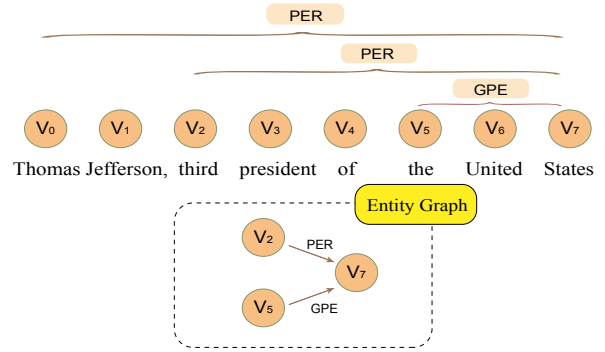 PER
PER
GPE
V0 V1 V2 V3 V4 V5 V6 V7
Thomas Jefferson, third president of the United States
Entity Graph
V2 PER
V7
V5 GPE